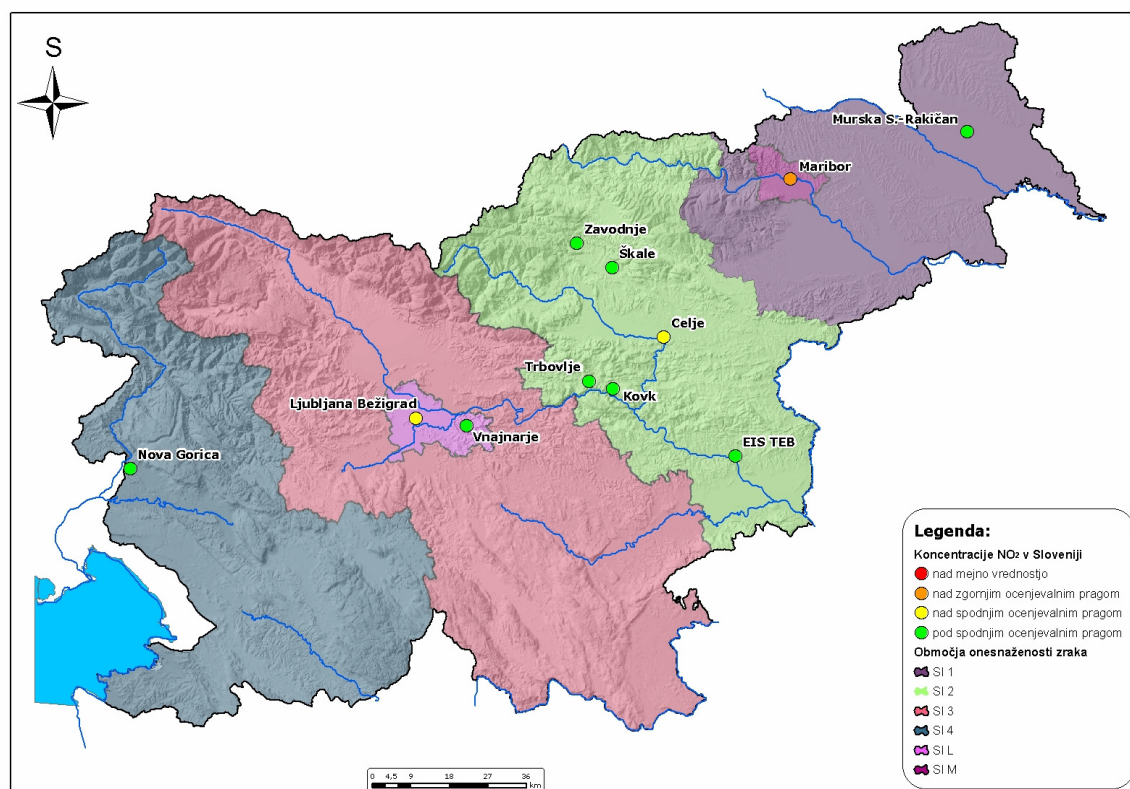 S
Murska S.-Rakičan
Maribor
Zavodnje
Škale
Celje
Trbovlje
Kovk
Ljubljana Bežigrad
Vnajnarje
EIS TEB
Nova Gorica
Legenda:
Koncentracije NO₂ v Sloveniji
nad mejno vrednostjo
nad zgornjim ocenjevalnim pragom
nad spodnjim ocenjevalnim pragom
pod spodnjim ocenjevalnim pragom
Območja onesnaženosti zraka
SI 1
SI 2
SI 3
SI 4
SI L
SI M
0 4,5 9 18 27 36
km